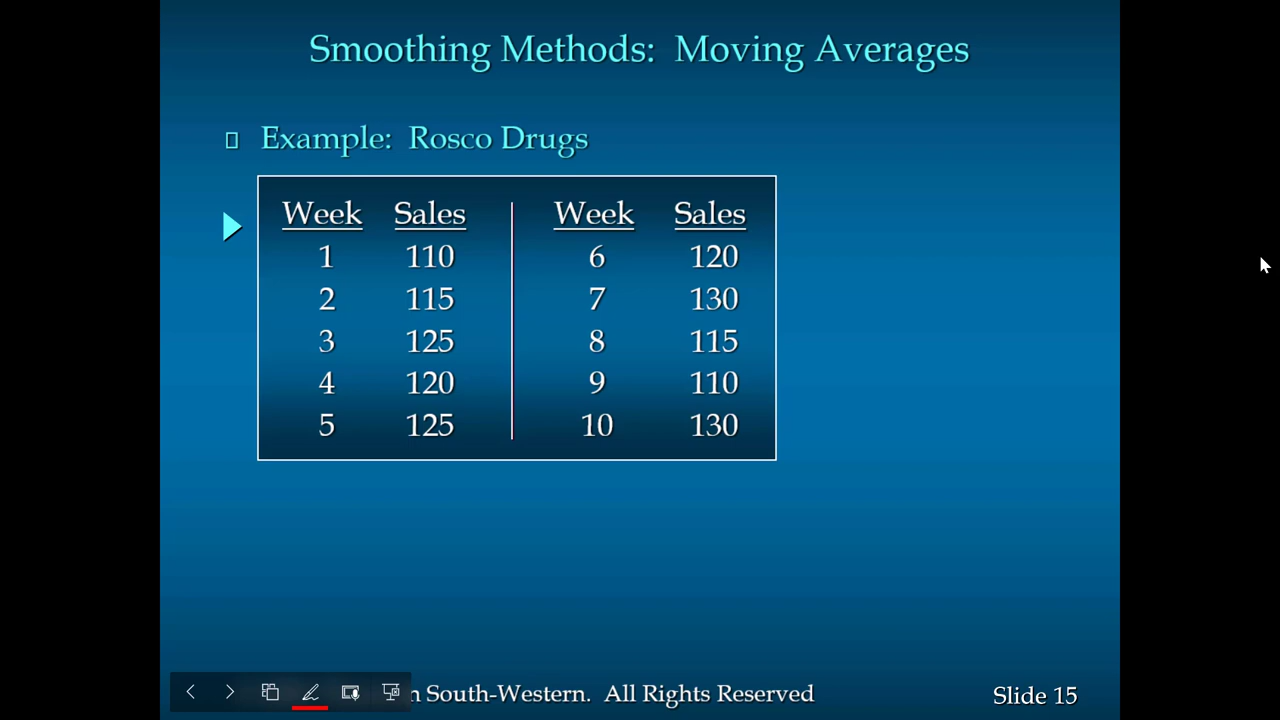 Smoothing Methods: Moving Averages
Example: Rosco Drugs
Week Sales Week Sales
1 110 6 120
2 115 7 130
3 125 8 115
4 120 9 110
5 125 10 130
South-Western. All Rights Reserved
Slide 15